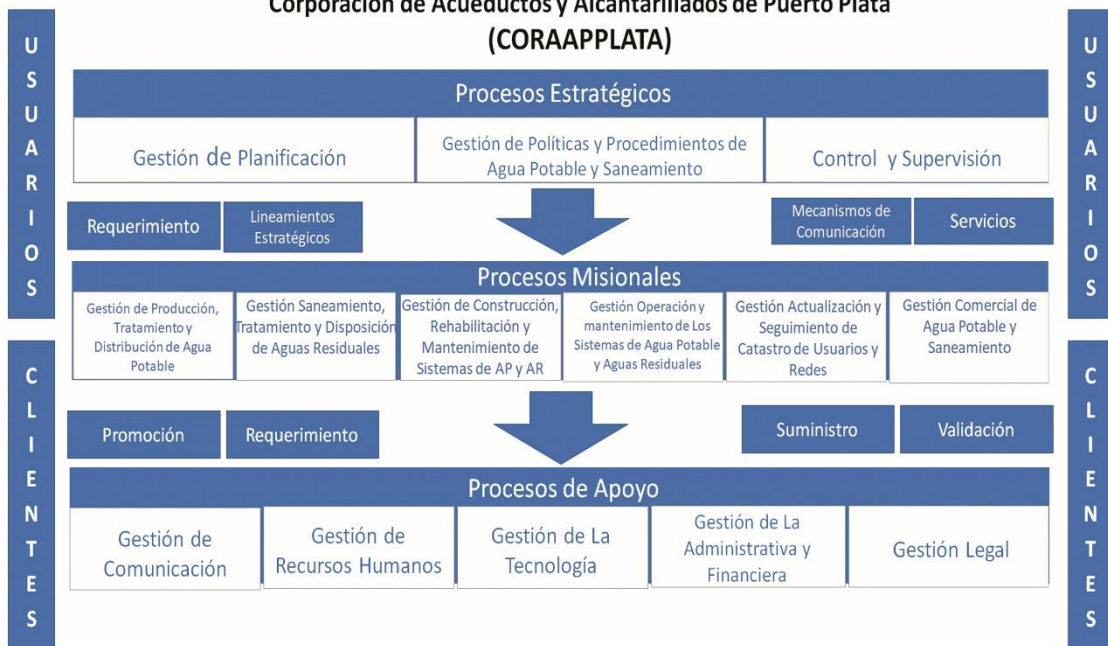 Corporación de Acueductos y Alcantarillados de Puerto Plata
(CORAAPPLATA)
USUARIOS
USUARIOS
Procesos Estratégicos
Gestión de Planificación
Gestión de Políticas y Procedimientos de
Agua Potable y Saneamiento
Control y Supervisión
Requerimiento
Lineamientos
Estratégicos
Mecanismos de
Comunicación
Servicios
Procesos Misionales
Gestión de Producción,
Tratamiento y
Distribución de Agua
Potable
Gestión Saneamiento,
Tratamiento y Disposición
de Aguas Residuales
Gestión de Construcción,
Rehabilitación y
Mantenimiento de
Sistemas de AP y AR
Gestión Operación y
mantenimiento de Los
Sistemas de Agua Potable
y Aguas Residuales
Gestión Actualización y
Seguimiento de
Catastro de Usuarios y
Redes
Gestión Comercial de
Agua Potable y
Saneamiento
CLIENTES
CLIENTES
Promoción
Requerimiento
Suministro
Validación
Procesos de Apoyo
Gestión de
Comunicación
Gestión de
Recursos Humanos
Gestión de La
Tecnología
Gestión de La
Administrativa y
Financiera
Gestión Legal